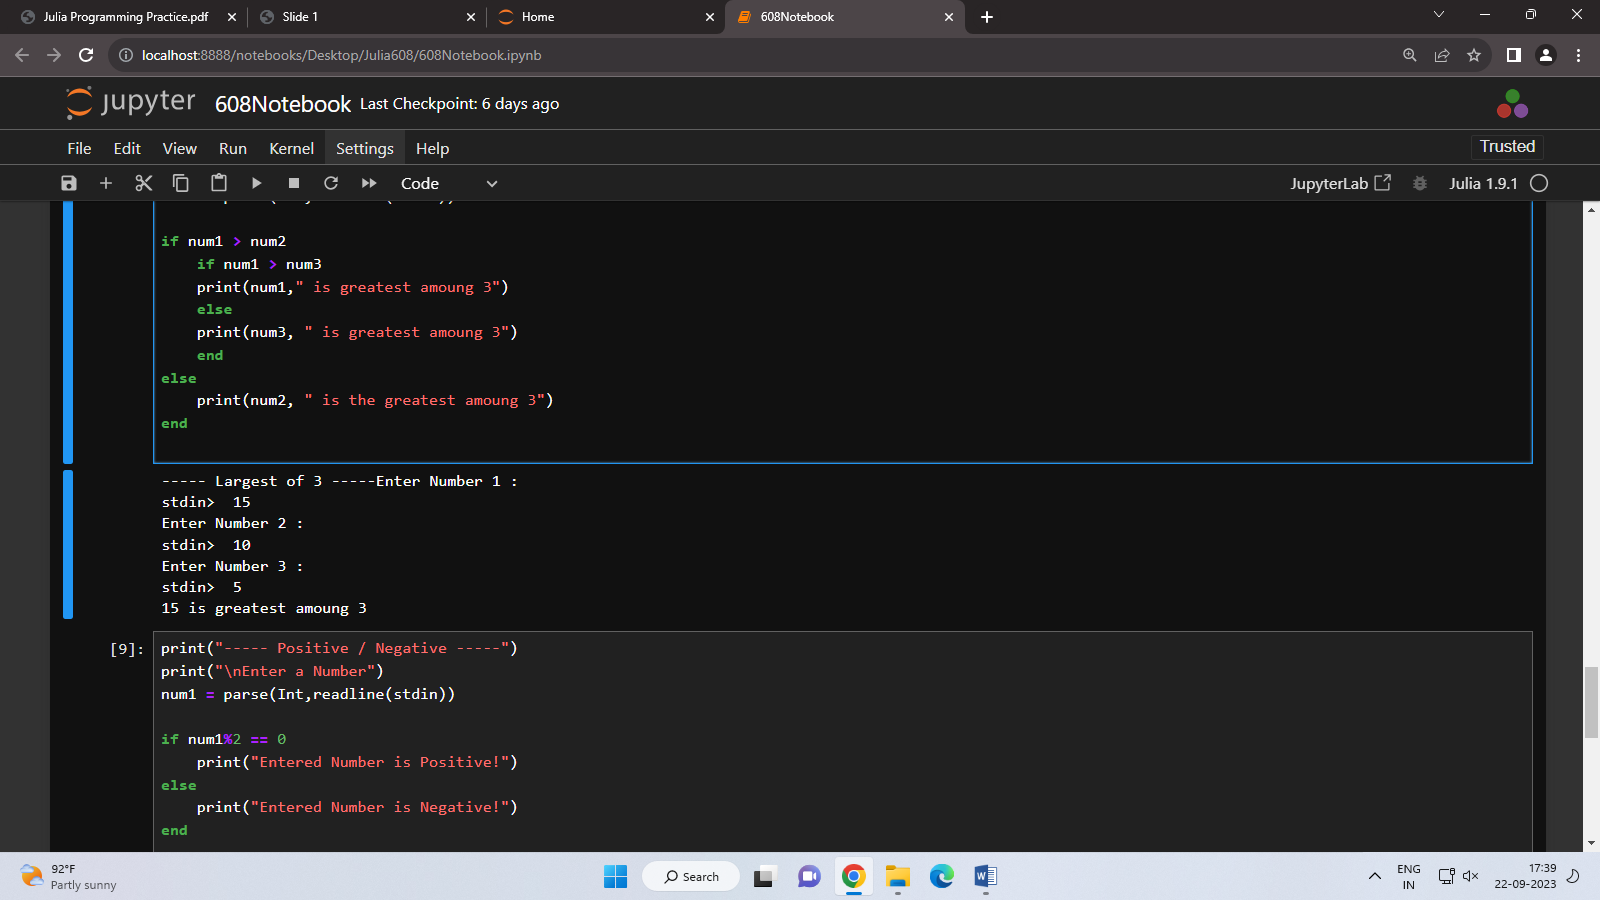 Julia Programming Practice.pdf
Slide 1
Home
608Notebook
localhost:8888/notebooks/Desktop/Julia608/608Notebook.ipynb
jupyter 608Notebook Last Checkpoint: 6 days ago
File Edit View Run Kernel Settings Help Trusted
Code JupyterLab Julia 1.9.1
if num1 > num2
if num1 > num3
print(num1," is greatest amoung 3")
else
print(num3, " is greatest amoung 3")
end
else
print(num2, " is the greatest amoung 3")
end
----- Largest of 3 -----Enter Number 1 :
stdin> 15
Enter Number 2 :
stdin> 10
Enter Number 3 :
stdin> 5
15 is greatest amoung 3
[9]: print("----- Positive / Negative -----")
print("\nEnter a Number")
num1 = parse(Int,readline(stdin))
if num1%2 == 0
print("Entered Number is Positive!")
else
print("Entered Number is Negative!")
end
92°F
Partly sunny
Search
ENG
IN
17:39
22-09-2023